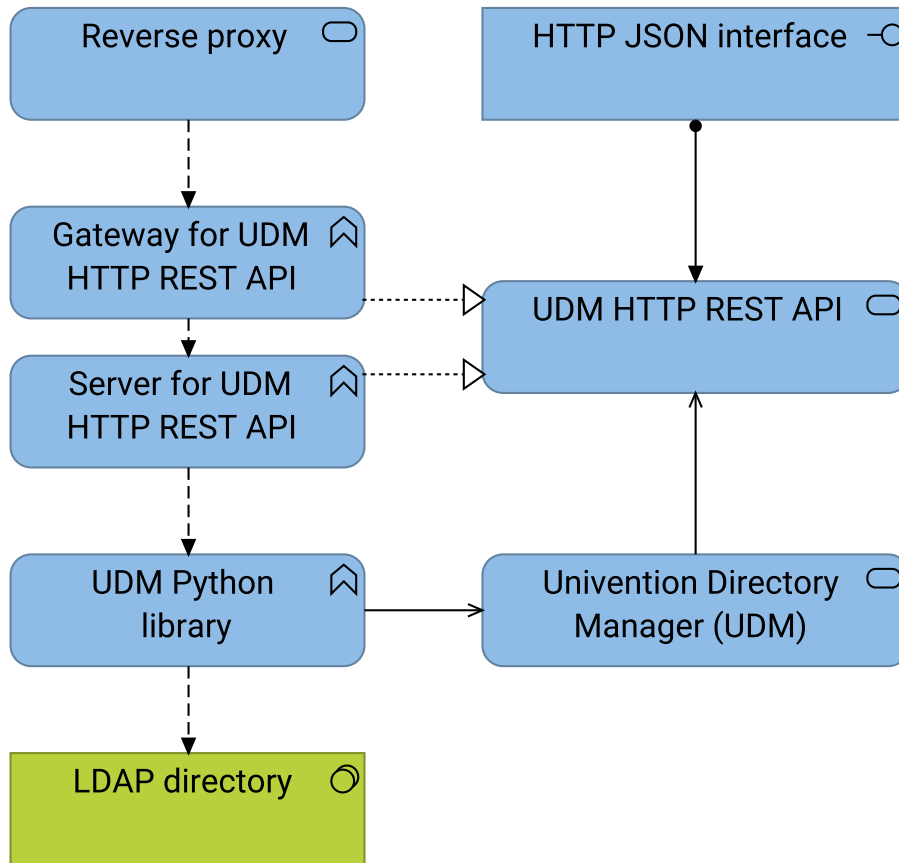 Reverse proxy
HTTP JSON interface
Gateway for UDM
HTTP REST API
UDM HTTP REST API
Server for UDM
HTTP REST API
UDM Python
library
Univention Directory
Manager (UDM)
LDAP directory